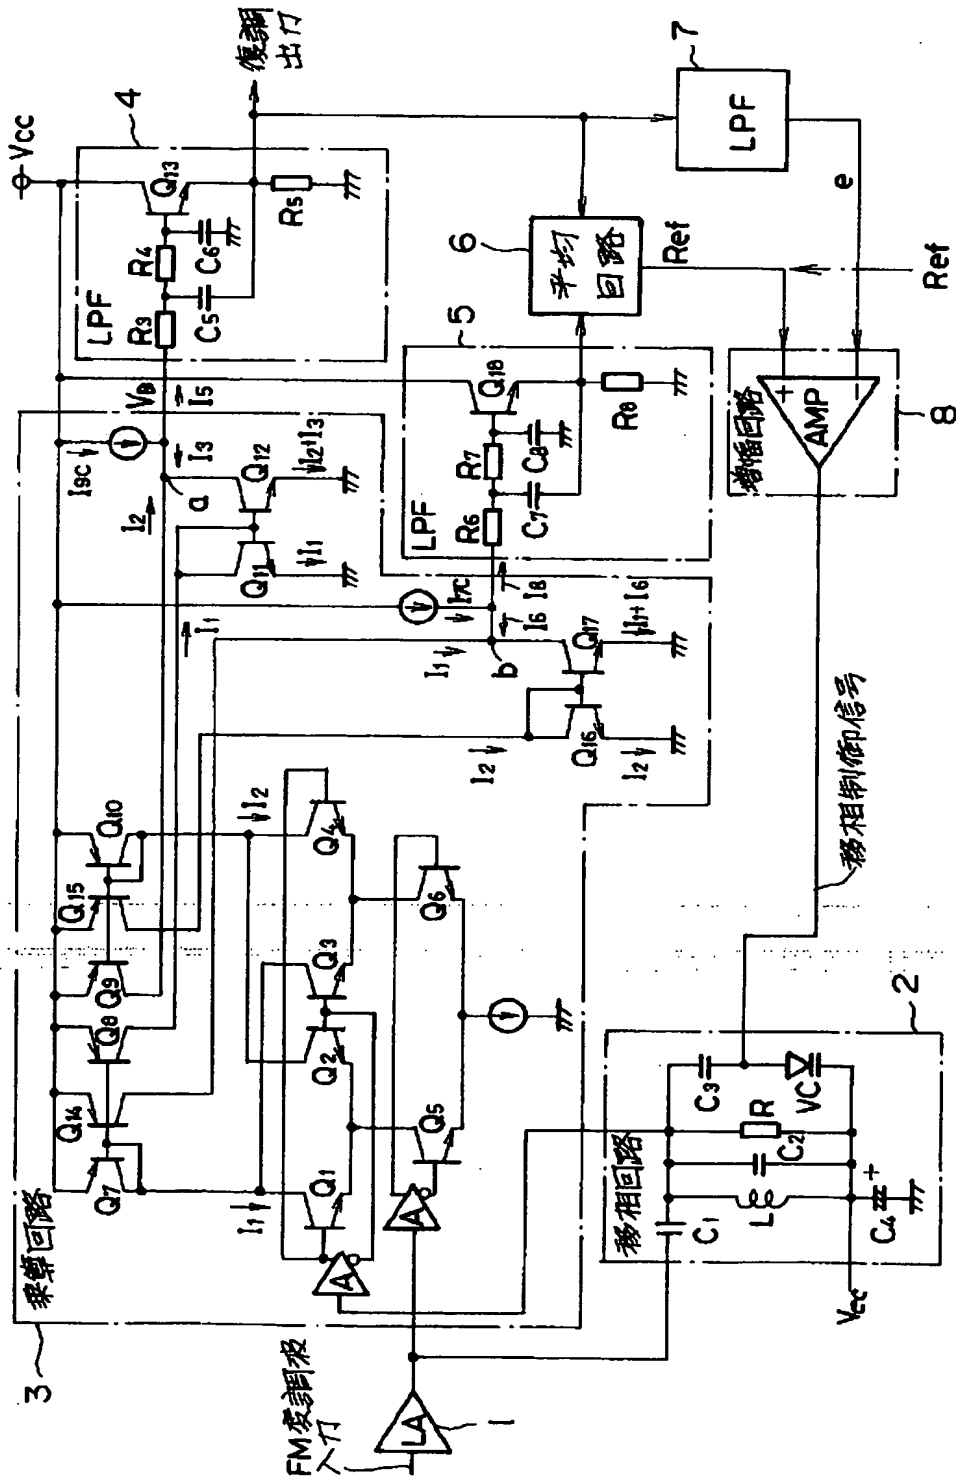 Vcc
4
LPF
R3
R4
C5
C6
Q13
R5
復調
出力
VB
I5
I9C
I3
I2
a
Q12
Q11
I2+I3
I1
I1
5
LPF
R6
R7
C7
C8
Q18
R8
6
平均
回路
Ref
7
LPF
e
Ref
増幅回路
AMP
+
−
8
I7C
I8
I6
I1
b
Q17
I1+I6
Q16
I2
I2
3
乗算回路
Q7
Q14
Q8
Q9
Q15
Q10
I1
I2
Q1
Q2
Q3
Q4
A
A
Q5
Q6
FM変調波
入力
LA
1
移相制御信号
2
移相回路
C1
L
C2
R
C3
VC
C4
+
Vcc